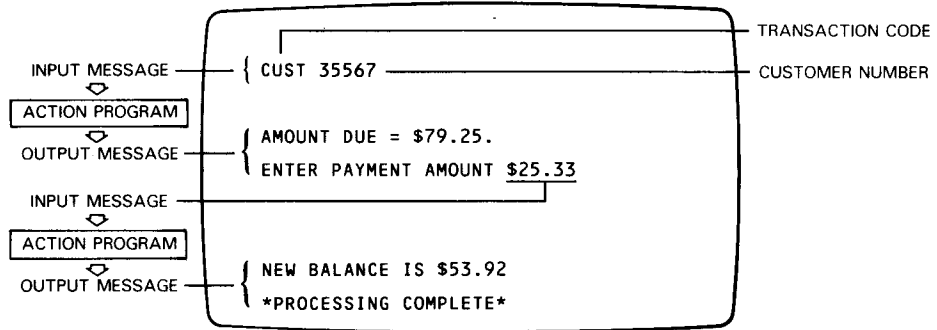 TRANSACTION CODE
INPUT MESSAGE
CUST 35567
CUSTOMER NUMBER
ACTION PROGRAM
OUTPUT MESSAGE
AMOUNT DUE = $79.25.
ENTER PAYMENT AMOUNT $25.33
INPUT MESSAGE
ACTION PROGRAM
OUTPUT MESSAGE
NEW BALANCE IS $53.92
*PROCESSING COMPLETE*